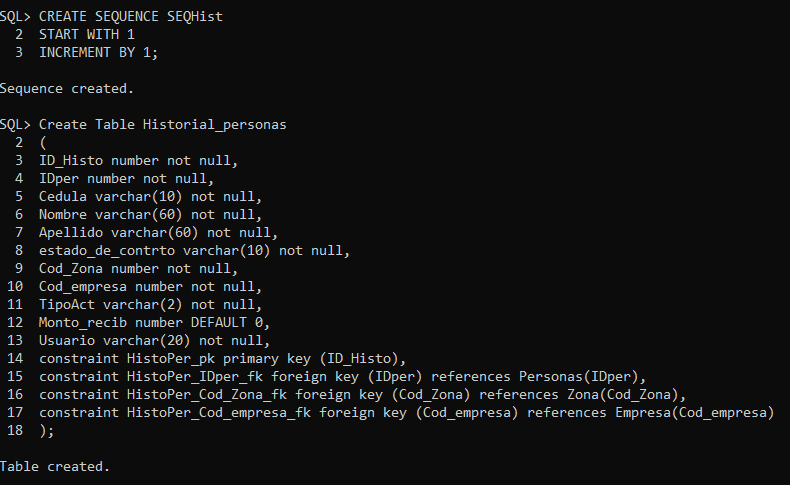 SQL> CREATE SEQUENCE SEQHist
2 START WITH 1
3 INCREMENT BY 1;
Sequence created.
SQL> Create Table Historial_personas
2 (
3 ID_Histo number not null,
4 IDper number not null,
5 Cedula varchar(10) not null,
6 Nombre varchar(60) not null,
7 Apellido varchar(60) not null,
8 estado_de_contrto varchar(10) not null,
9 Cod_Zona number not null,
10 Cod_empresa number not null,
11 TipoAct varchar(2) not null,
12 Monto_recib number DEFAULT 0,
13 Usuario varchar(20) not null,
14 constraint HistoPer_pk primary key (ID_Histo),
15 constraint HistoPer_IDper_fk foreign key (IDper) references Personas(IDper),
16 constraint HistoPer_Cod_Zona_fk foreign key (Cod_Zona) references Zona(Cod_Zona),
17 constraint HistoPer_Cod_empresa_fk foreign key (Cod_empresa) references Empresa(Cod_empresa)
18 );
Table created.